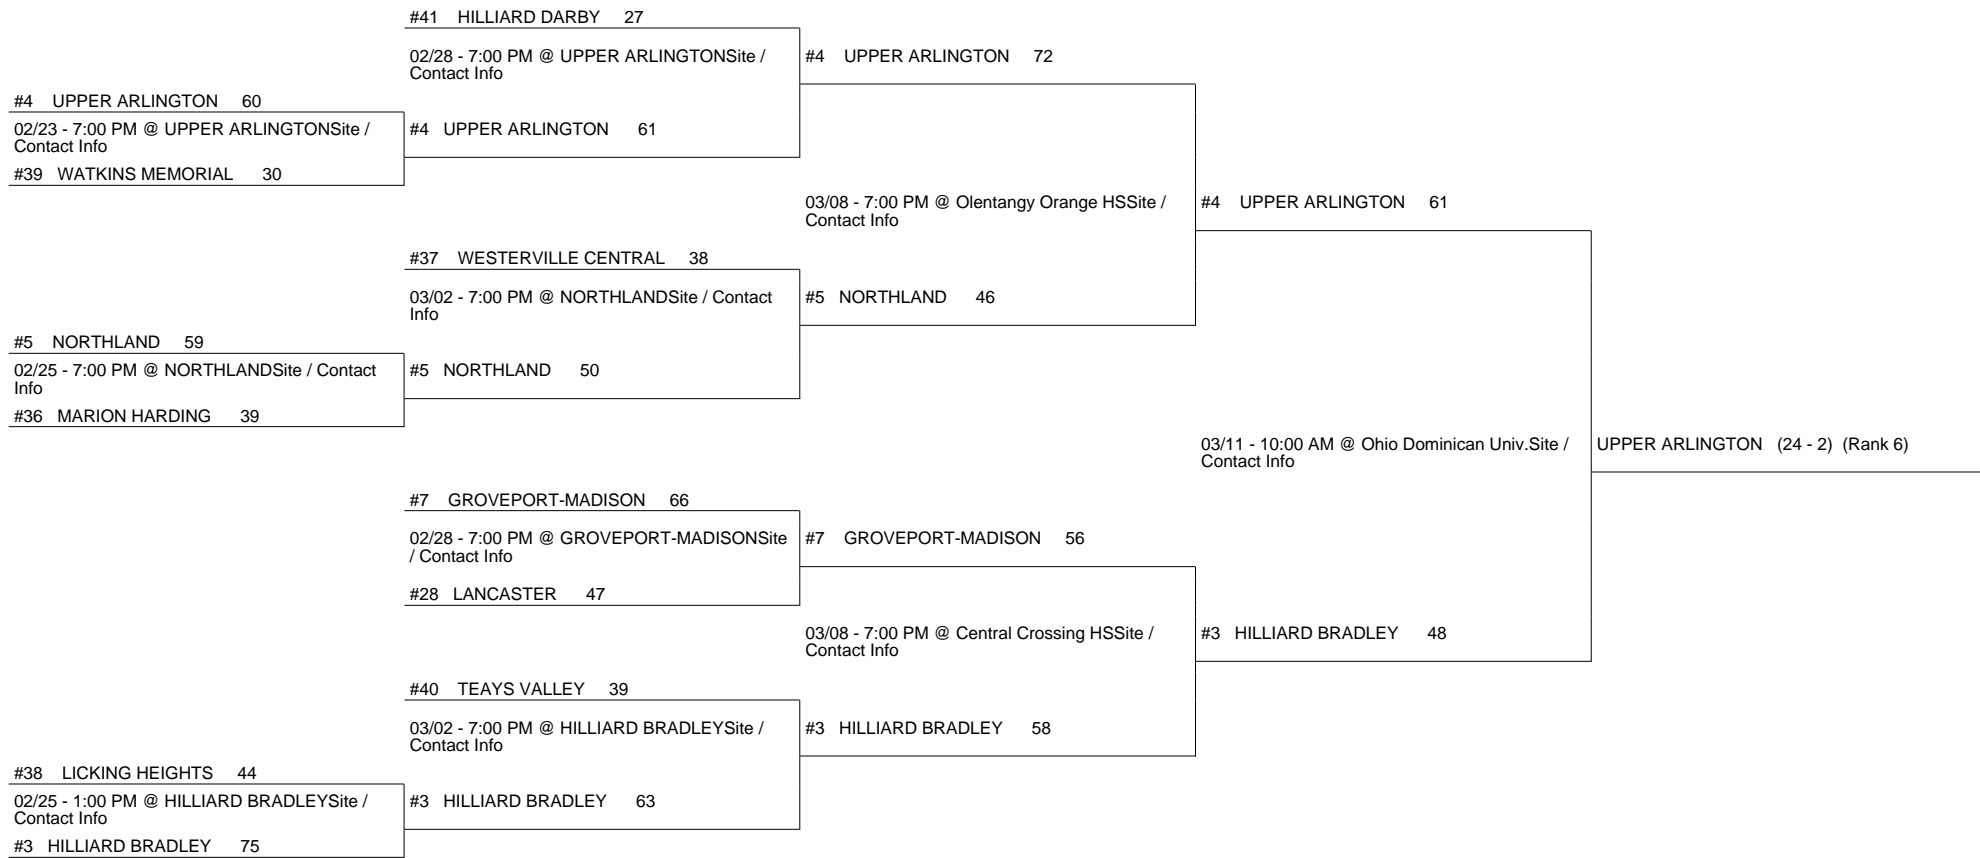 #41 HILLIARD DARBY 27
02/28 - 7:00 PM @ UPPER ARLINGTONSite /
Contact Info
#4 UPPER ARLINGTON 72
#4 UPPER ARLINGTON 60
02/23 - 7:00 PM @ UPPER ARLINGTONSite /
Contact Info
#4 UPPER ARLINGTON 61
#39 WATKINS MEMORIAL 30
03/08 - 7:00 PM @ Olentangy Orange HSSite /
Contact Info
#4 UPPER ARLINGTON 61
#37 WESTERVILLE CENTRAL 38
03/02 - 7:00 PM @ NORTHLANDSite / Contact
Info
#5 NORTHLAND 46
#5 NORTHLAND 59
02/25 - 7:00 PM @ NORTHLANDSite / Contact
Info
#5 NORTHLAND 50
#36 MARION HARDING 39
03/11 - 10:00 AM @ Ohio Dominican Univ.Site /
Contact Info
UPPER ARLINGTON (24 - 2) (Rank 6)
#7 GROVEPORT-MADISON 66
02/28 - 7:00 PM @ GROVEPORT-MADISONSite
/ Contact Info
#7 GROVEPORT-MADISON 56
#28 LANCASTER 47
03/08 - 7:00 PM @ Central Crossing HSSite /
Contact Info
#3 HILLIARD BRADLEY 48
#40 TEAYS VALLEY 39
03/02 - 7:00 PM @ HILLIARD BRADLEYSite /
Contact Info
#3 HILLIARD BRADLEY 58
#38 LICKING HEIGHTS 44
02/25 - 1:00 PM @ HILLIARD BRADLEYSite /
Contact Info
#3 HILLIARD BRADLEY 63
#3 HILLIARD BRADLEY 75